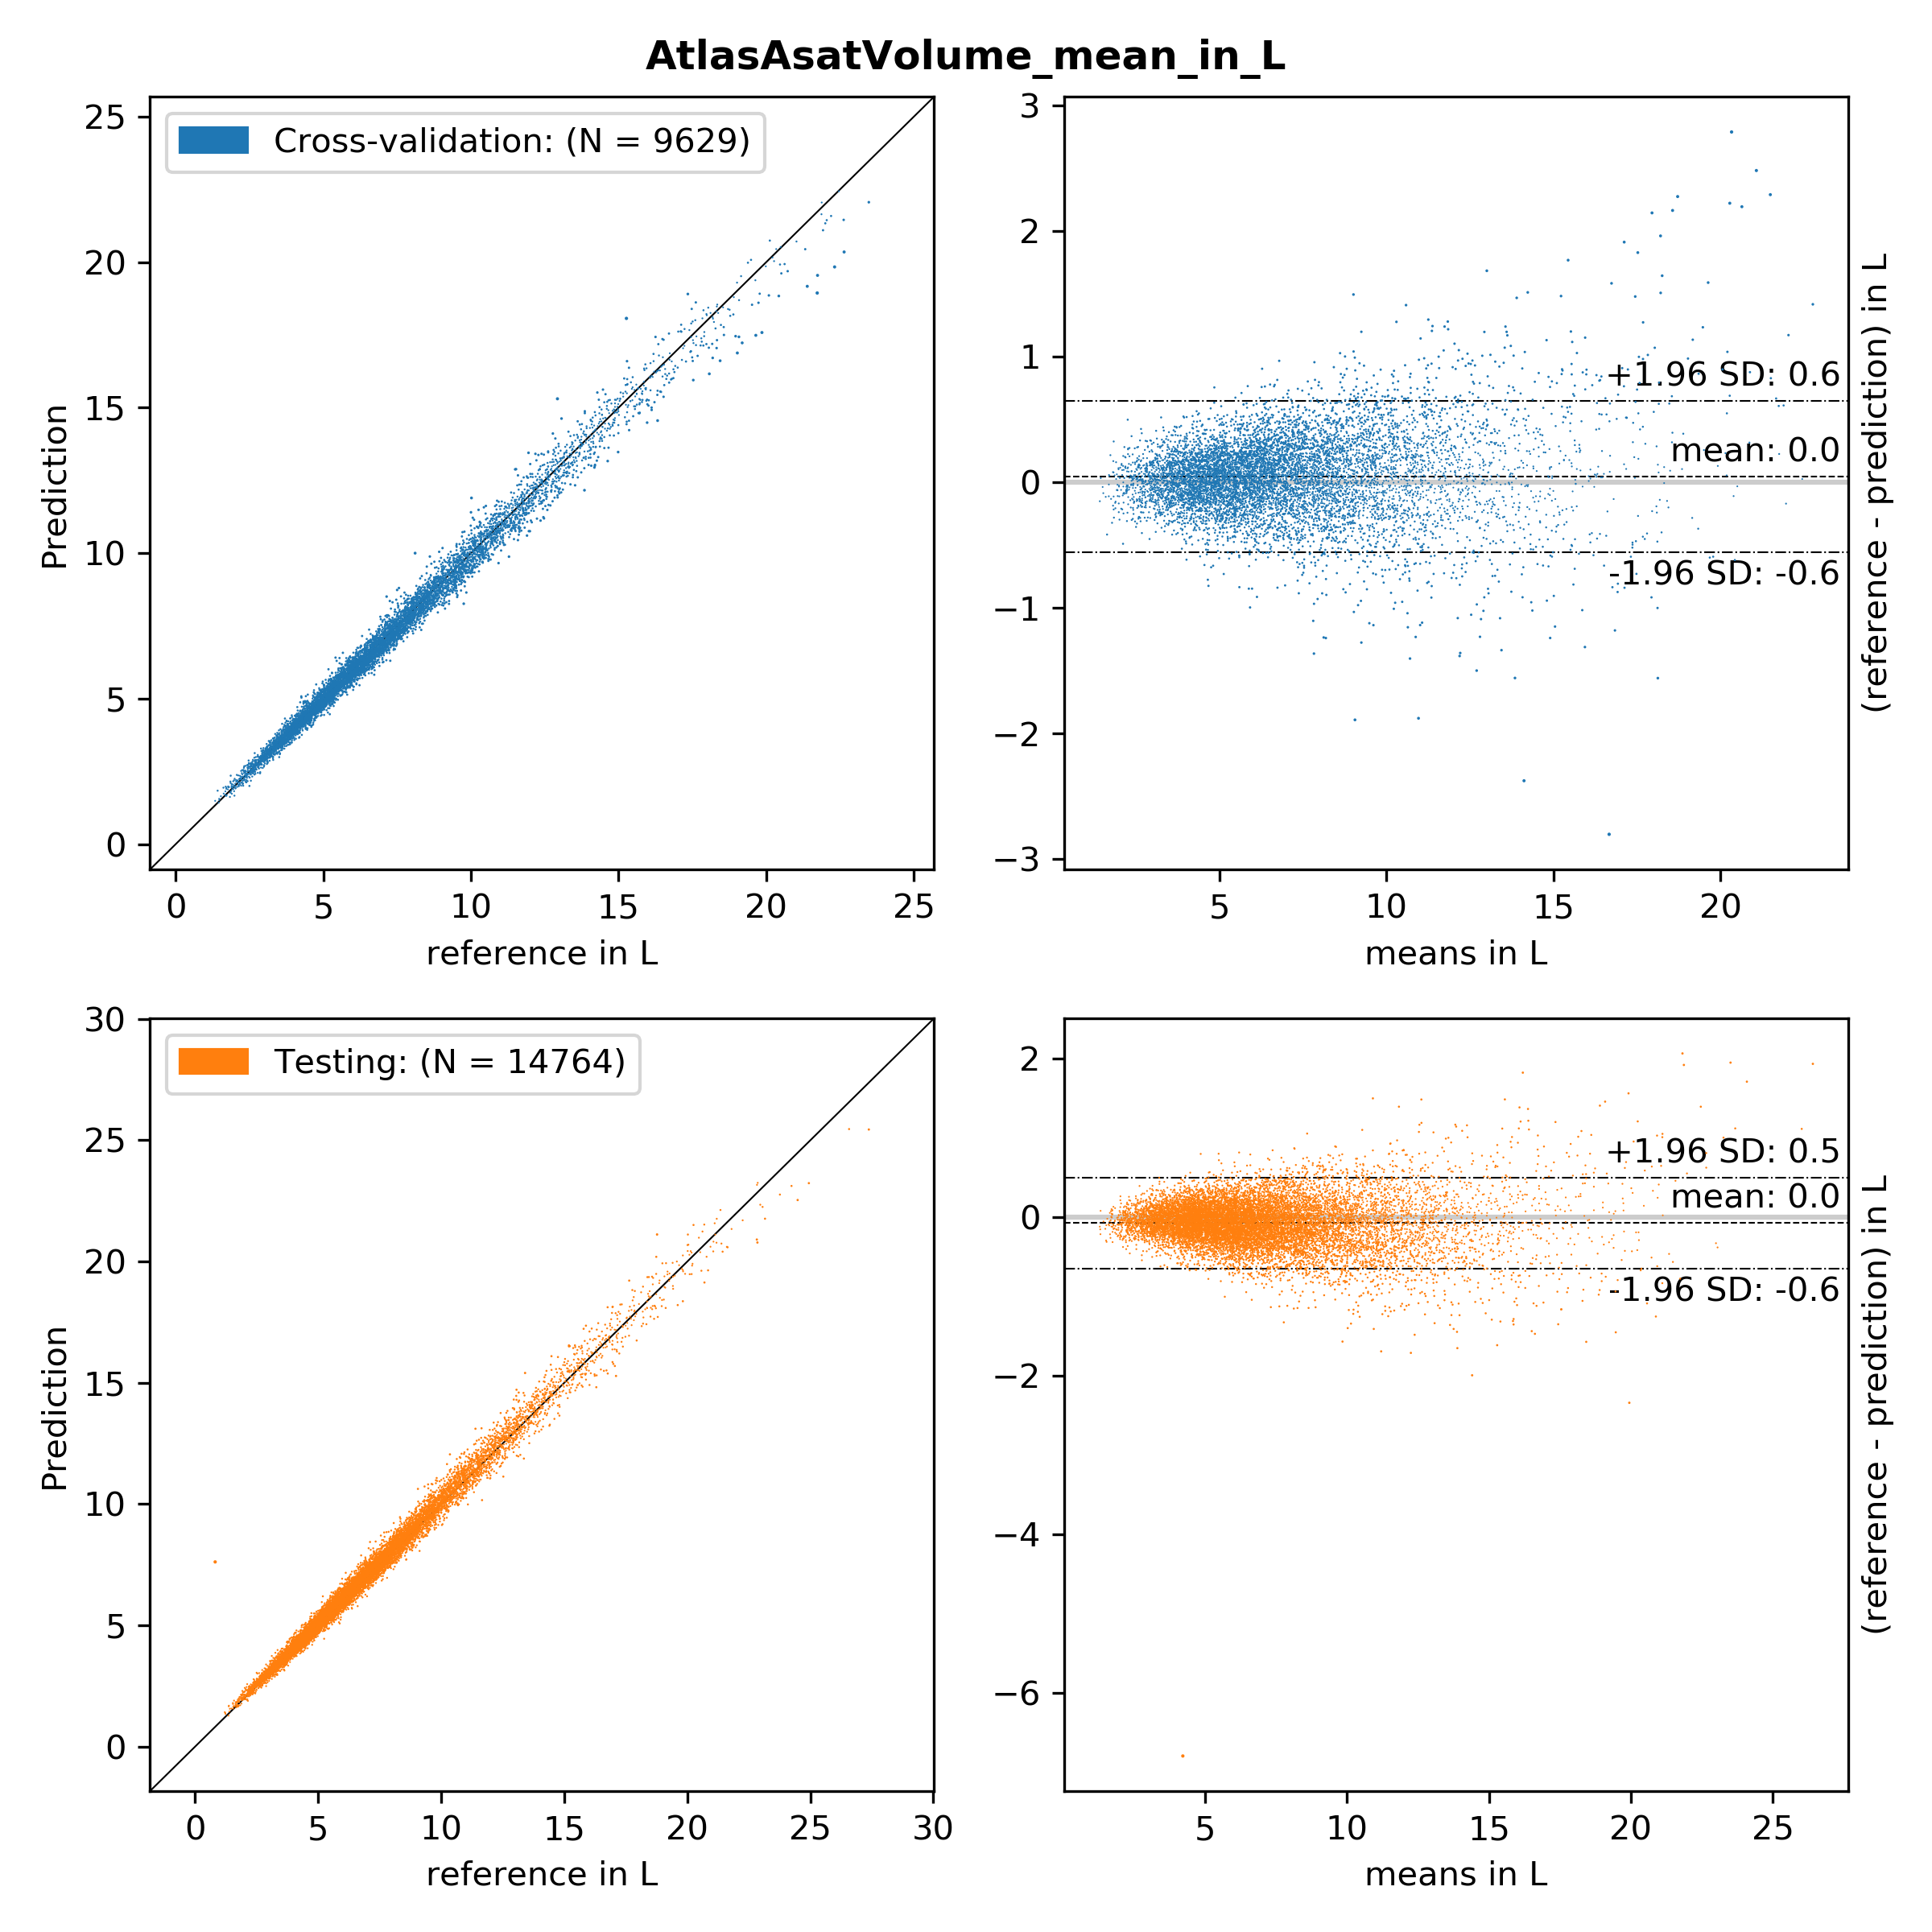 AtlasAsatVolume_mean_in_L
25
20
15
10
5
0
Prediction
Cross-validation: (N = 9629)
0 5 10 15 20 25
reference in L
3
2
1
0
−1
−2
−3
+1.96 SD: 0.6
mean: 0.0
-1.96 SD: -0.6
(reference - prediction) in L
5 10 15 20
means in L
30
25
20
15
10
5
0
Prediction
Testing: (N = 14764)
0 5 10 15 20 25 30
reference in L
2
0
−2
−4
−6
+1.96 SD: 0.5
mean: 0.0
-1.96 SD: -0.6
(reference - prediction) in L
5 10 15 20 25
means in L